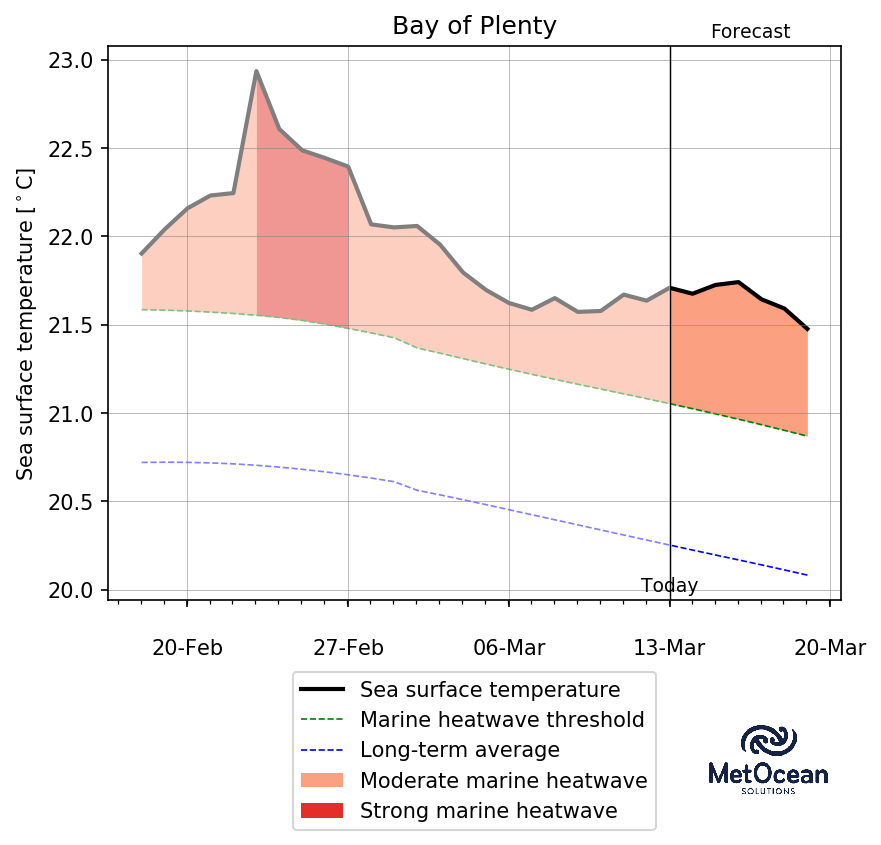 Bay of Plenty
Forecast
Sea surface temperature [°C]
23.0
22.5
22.0
21.5
21.0
20.5
20.0
Today
20-Feb 27-Feb 06-Mar 13-Mar 20-Mar
Sea surface temperature
Marine heatwave threshold
Long-term average
Moderate marine heatwave
Strong marine heatwave
MetOcean
SOLUTIONS